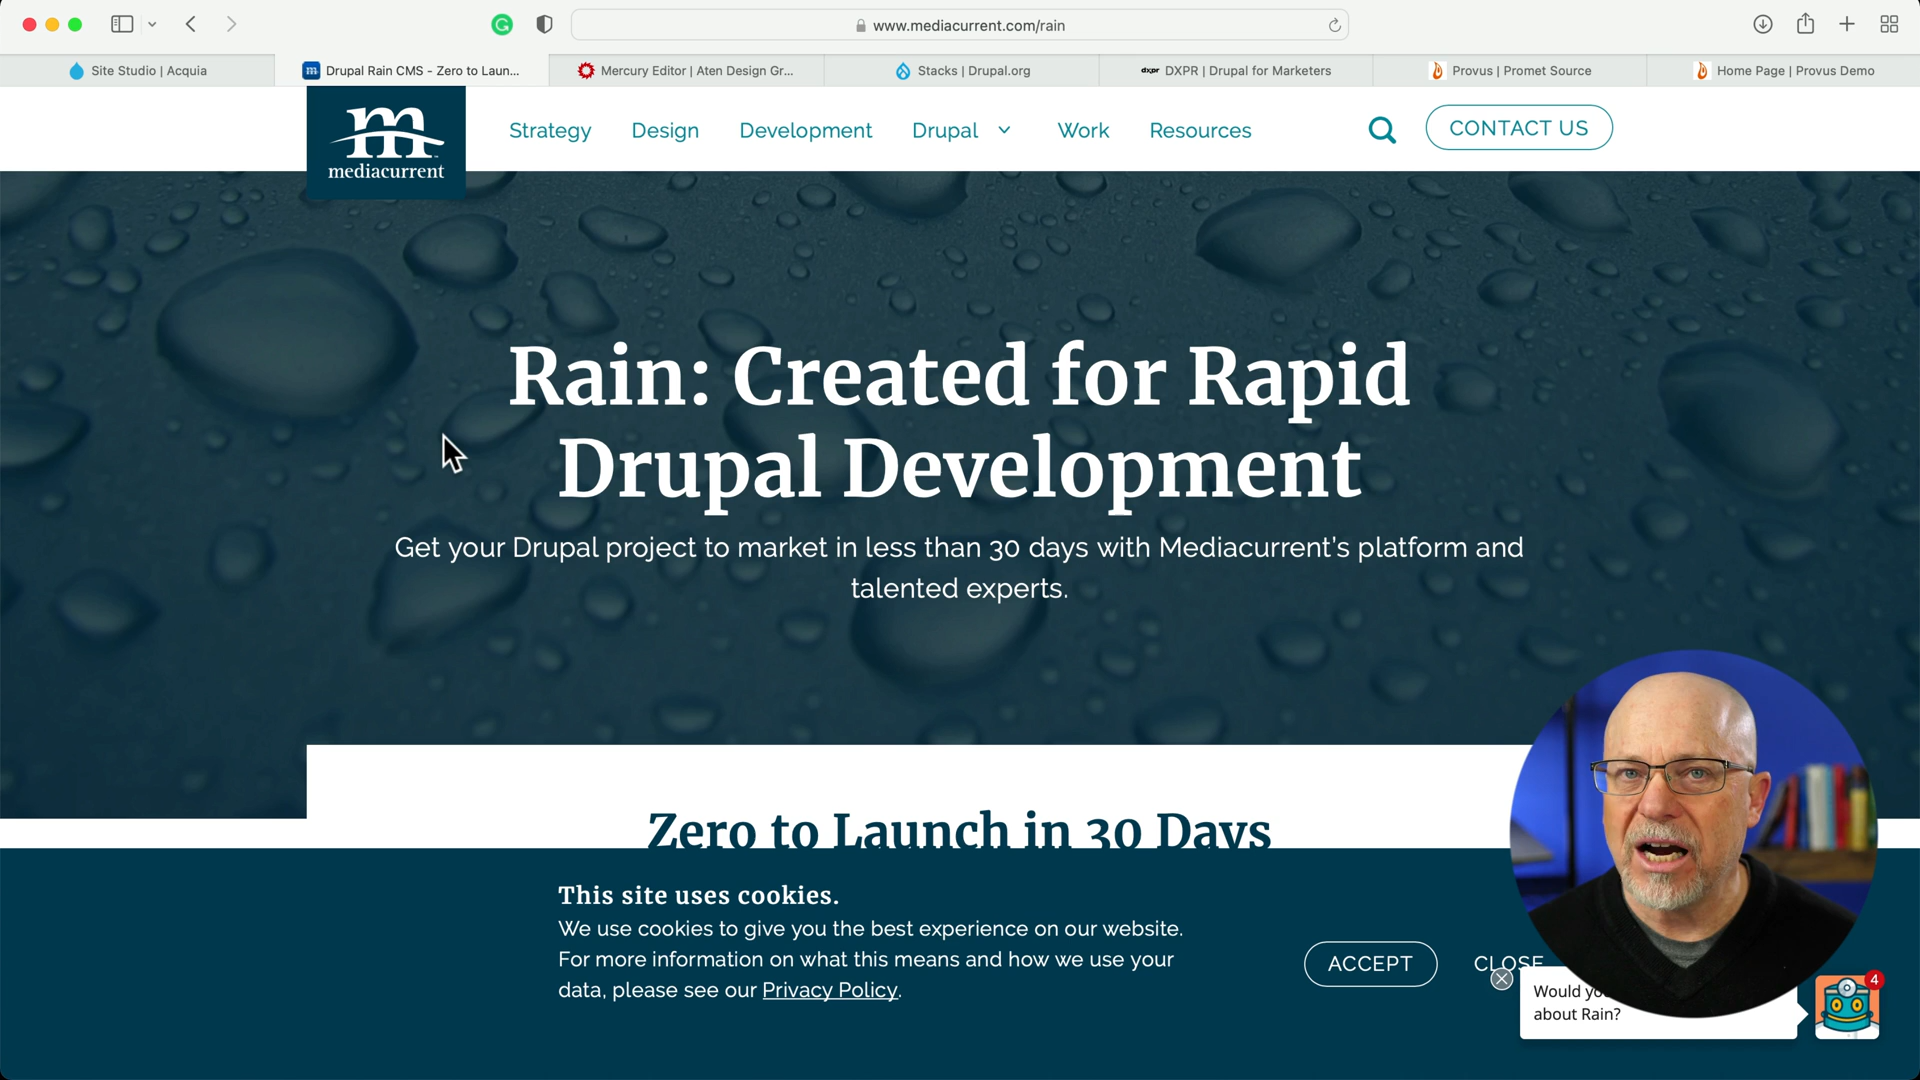 www.mediacurrent.com/rain
Site Studio | Acquia
Drupal Rain CMS - Zero to Laun...
Mercury Editor | Aten Design Gr...
Stacks | Drupal.org
dxpr DXPR | Drupal for Marketers
Provus | Promet Source
Home Page | Provus Demo
m
mediacurrent
Strategy
Design
Development
Drupal
Work
Resources
CONTACT US
Rain: Created for Rapid
Drupal Development
Get your Drupal project to market in less than 30 days with Mediacurrent’s platform and
talented experts.
Zero to Launch in 30 Days
This site uses cookies.
We use cookies to give you the best experience on our website.
For more information on what this means and how we use your
data, please see our Privacy Policy.
ACCEPT
CLOSE
Would
about Rain?
4